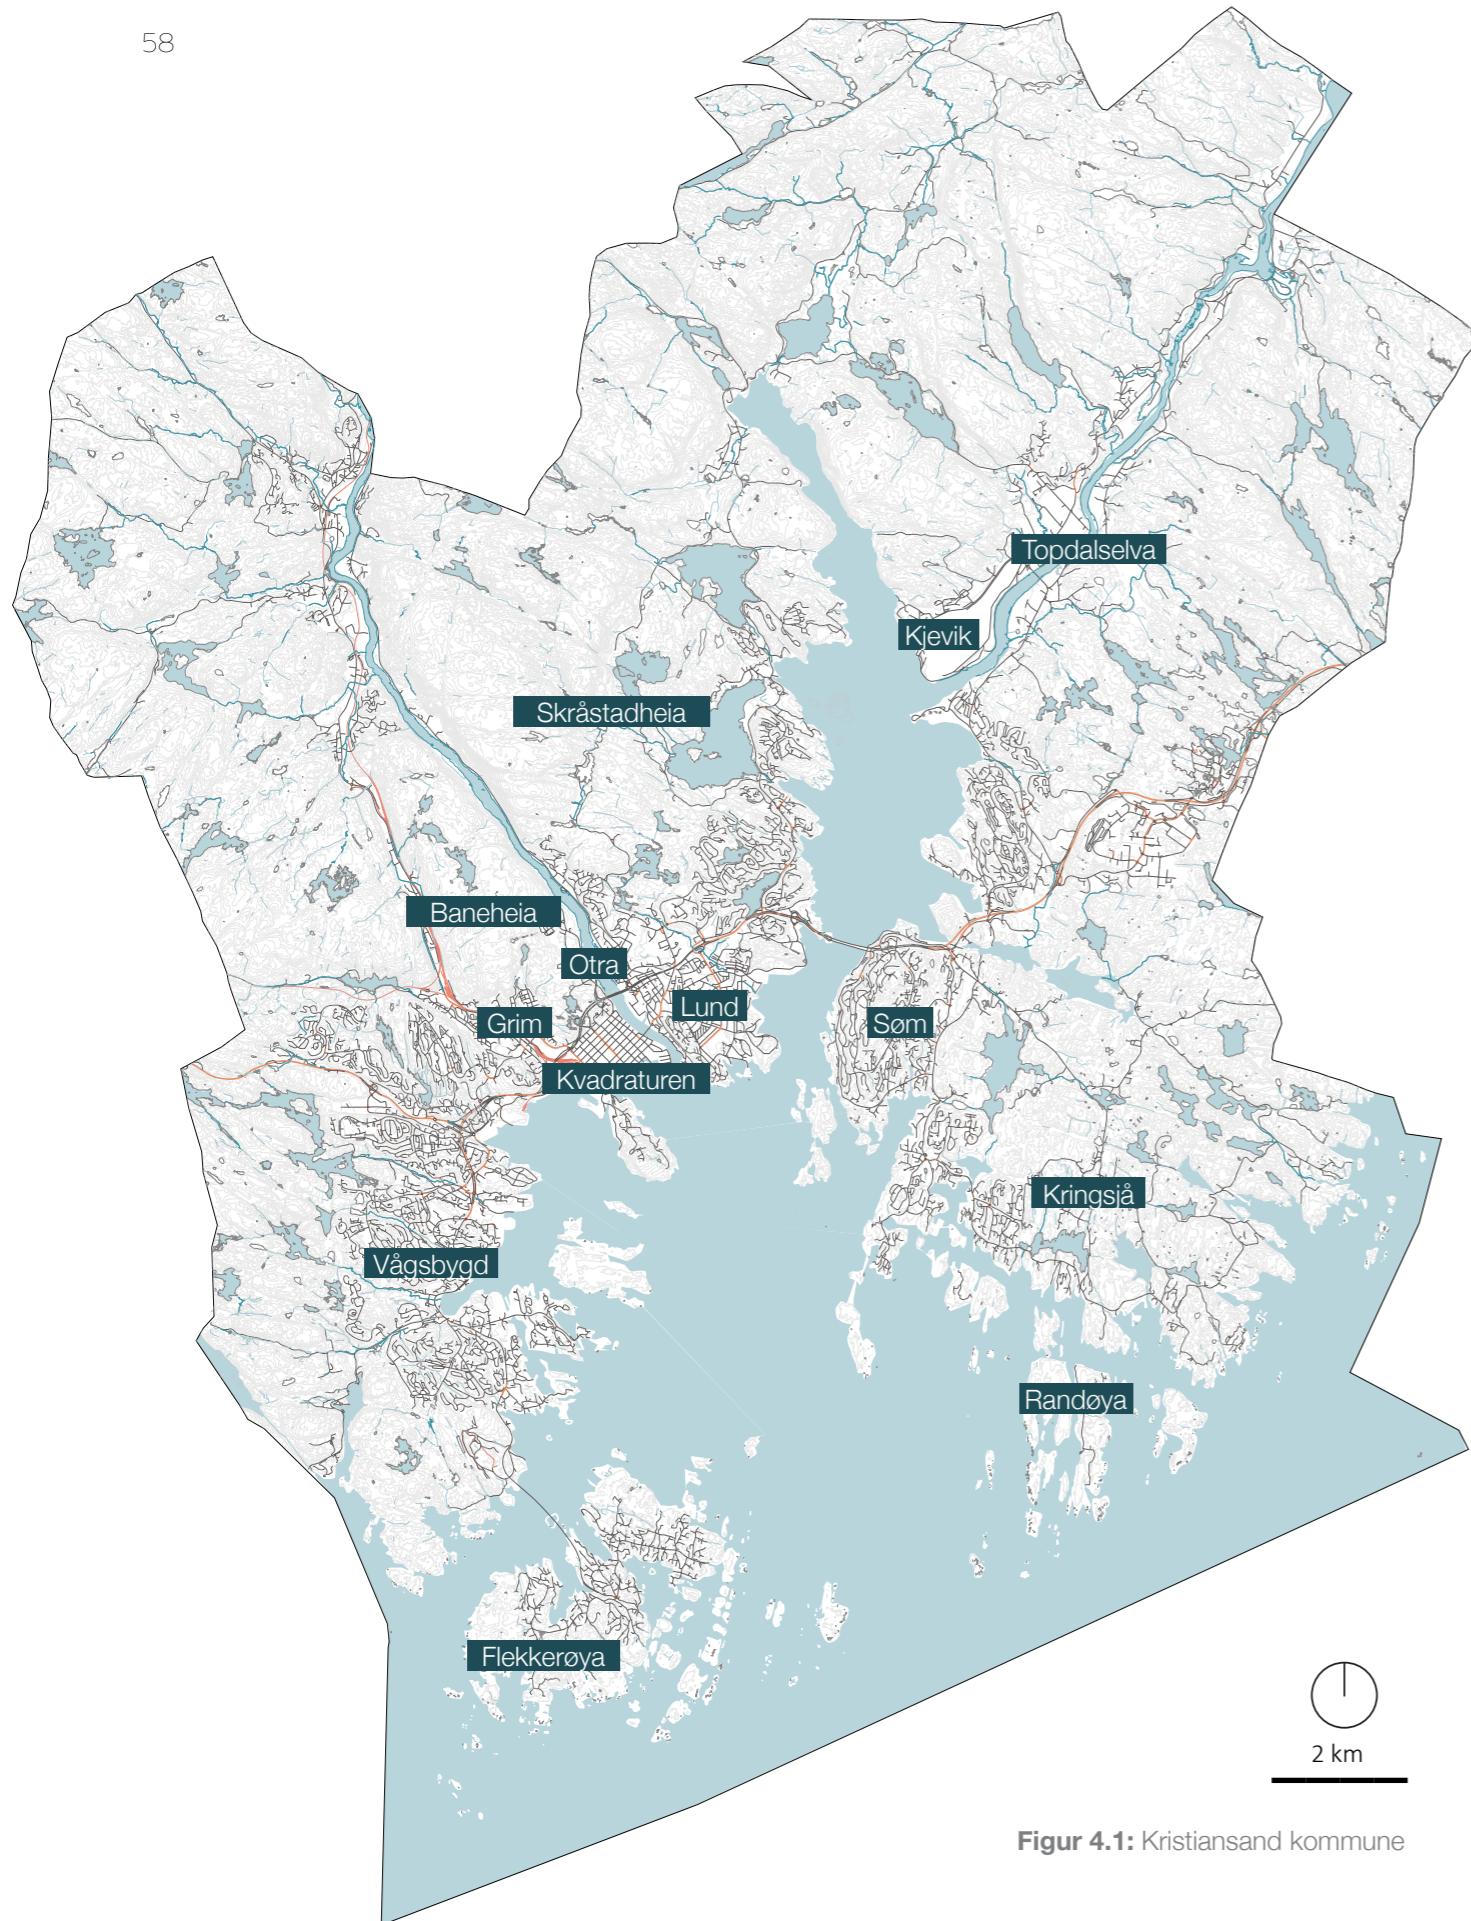 58
Topdalselva
Kjevik
Skråstadheia
Baneheia
Otra
Lund
Grim
Søm
Kvadraturen
Kringsjå
Vågsbygd
Randøya
Flekkerøya
2 km
Figur 4.1: Kristiansand kommune